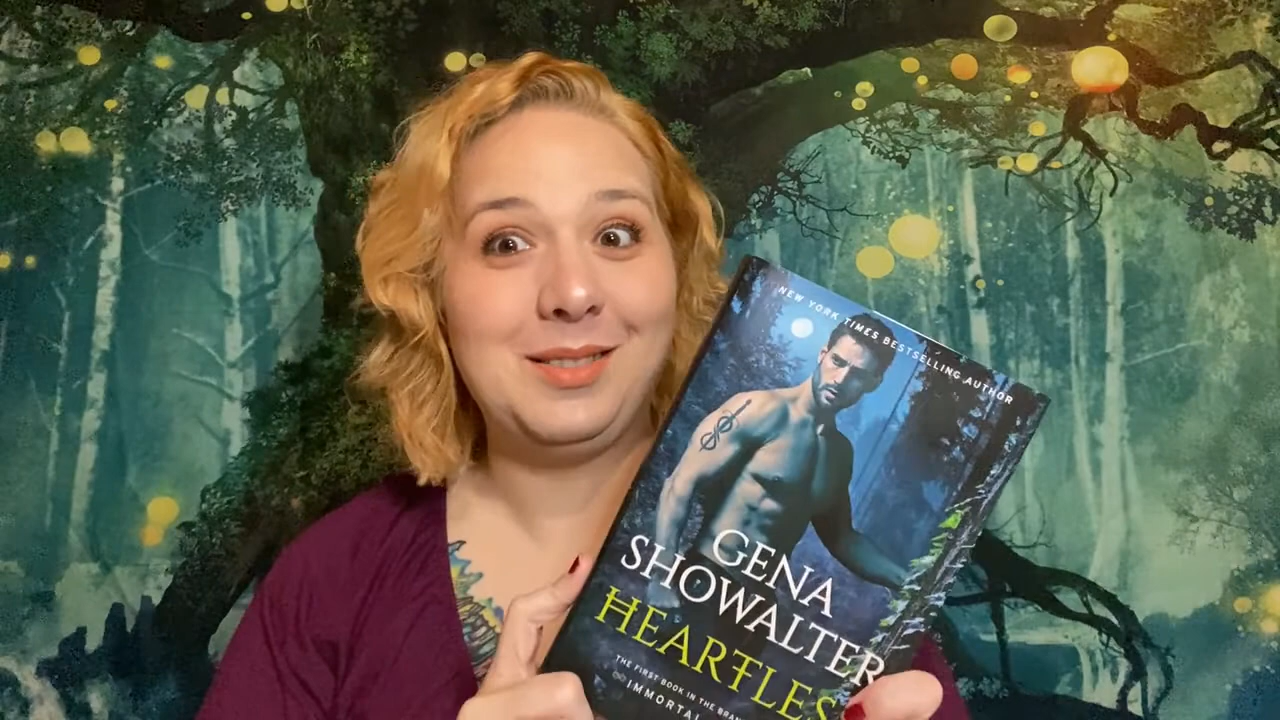 NEW YORK TIMES BESTSELLING AUTHOR
GENA
SHOWALTER
HEARTLES
THE FIRST BOOK IN THE BRAN
IMMORTAL